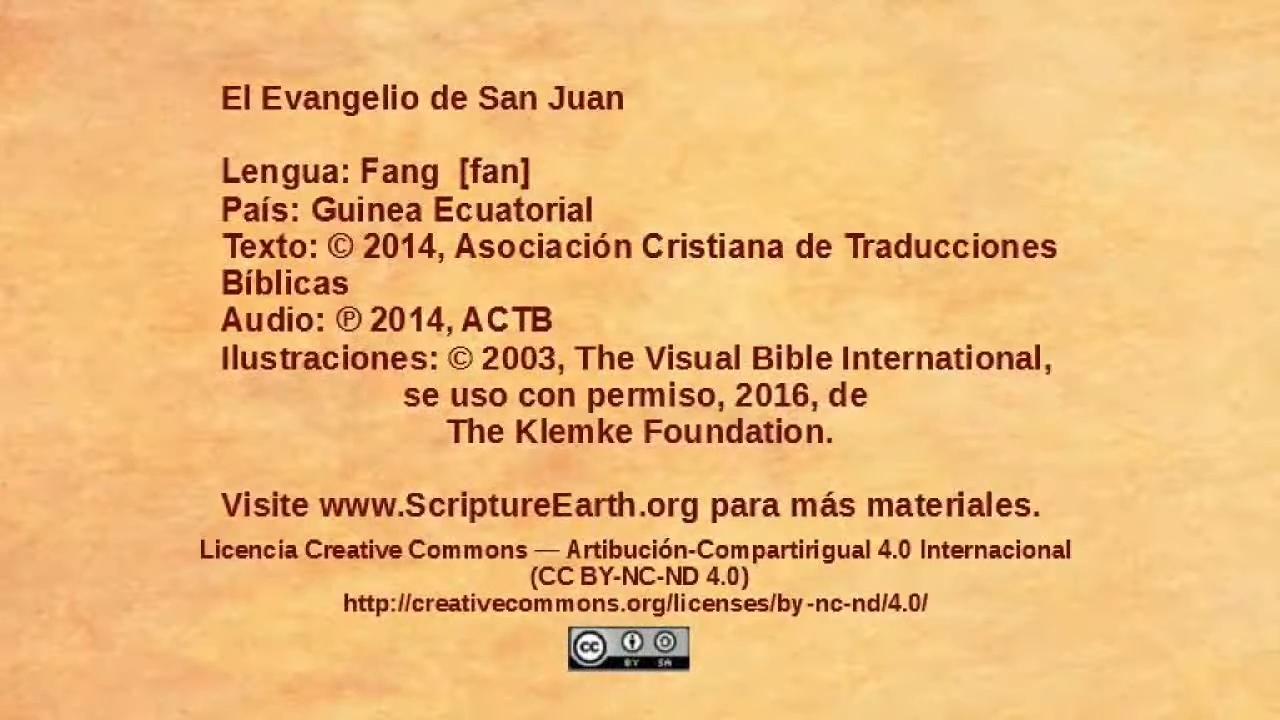 El Evangelio de San Juan
Lengua: Fang [fan]
País: Guinea Ecuatorial
Texto: © 2014, Asociación Cristiana de Traducciones
Bíblicas
Audio: ℗ 2014, ACTB
Ilustraciones: © 2003, The Visual Bible International,
se uso con permiso, 2016, de
The Klemke Foundation.
Visite www.ScriptureEarth.org para más materiales.
Licencía Creative Commons — Artibución-Compartirigual 4.0 Internacional
(CC BY-NC-ND 4.0)
http://creativecommons.org/licenses/by-nc-nd/4.0/
cc BY SA